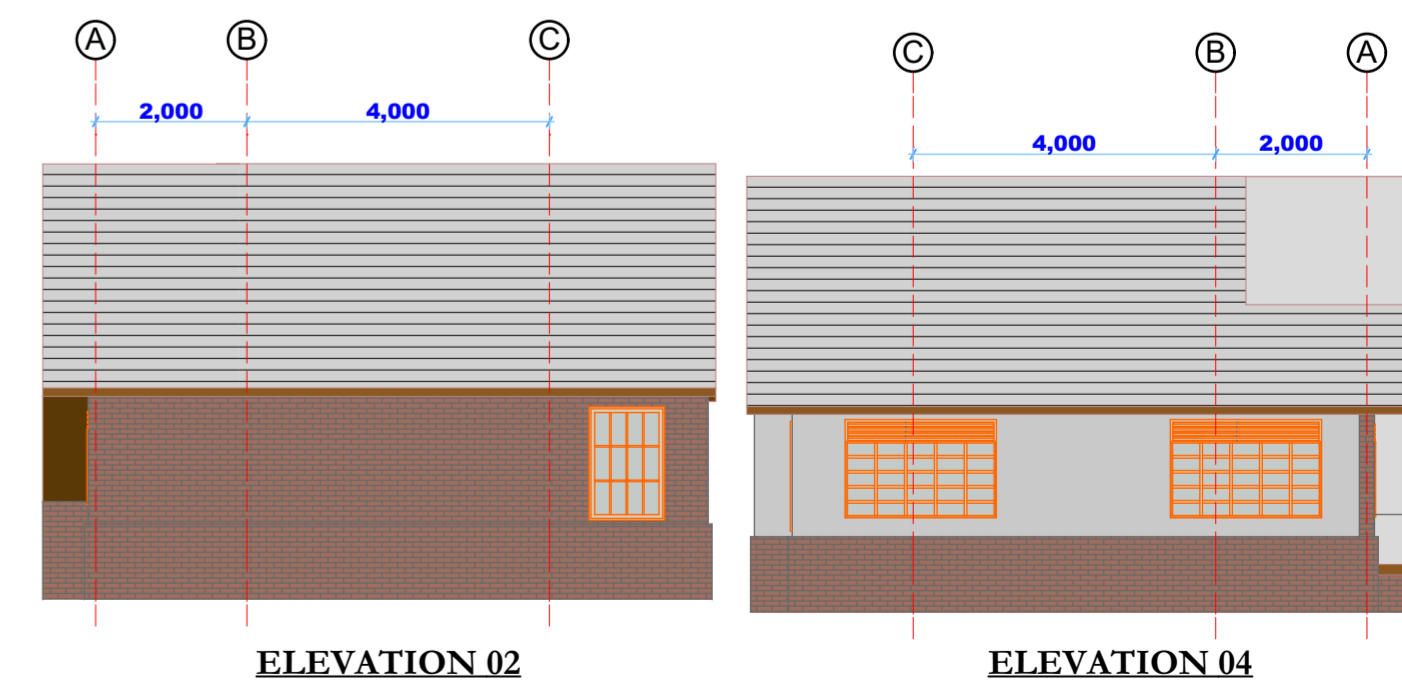 A B C
2,000 4,000
ELEVATION 02
C B A
4,000 2,000
ELEVATION 04